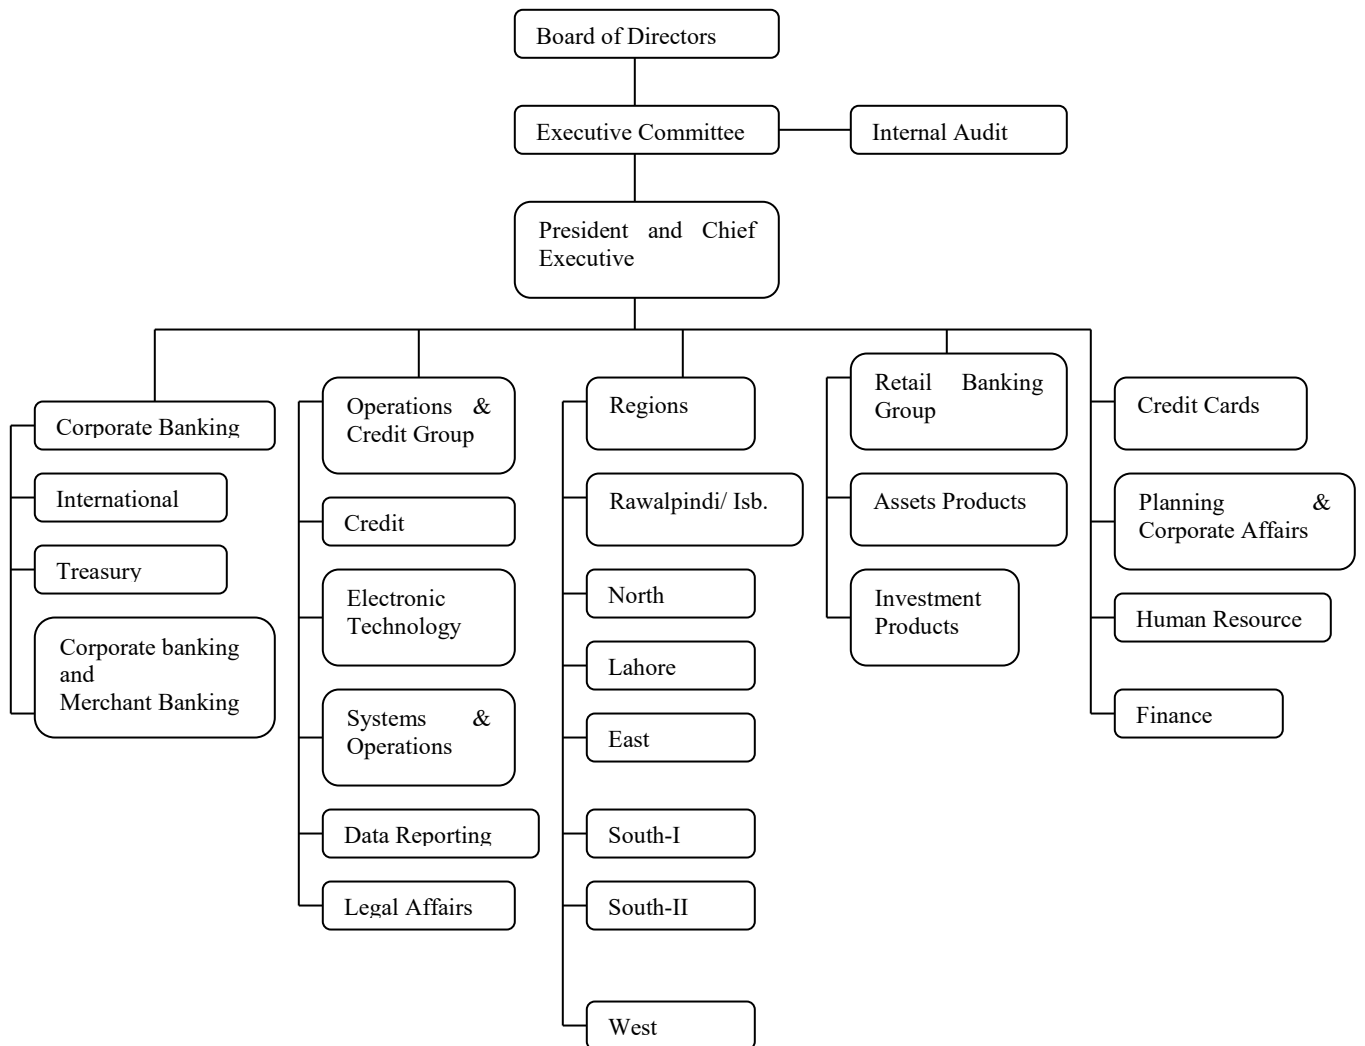 Board of Directors
Executive Committee
Internal Audit
President and Chief
Executive
Corporate Banking
International
Treasury
Corporate banking
and
Merchant Banking
Operations &
Credit Group
Credit
Electronic
Technology
Systems &
Operations
Data Reporting
Legal Affairs
Regions
Rawalpindi/ Isb.
North
Lahore
East
South-I
South-II
West
Retail Banking
Group
Assets Products
Investment
Products
Credit Cards
Planning &
Corporate Affairs
Human Resource
Finance